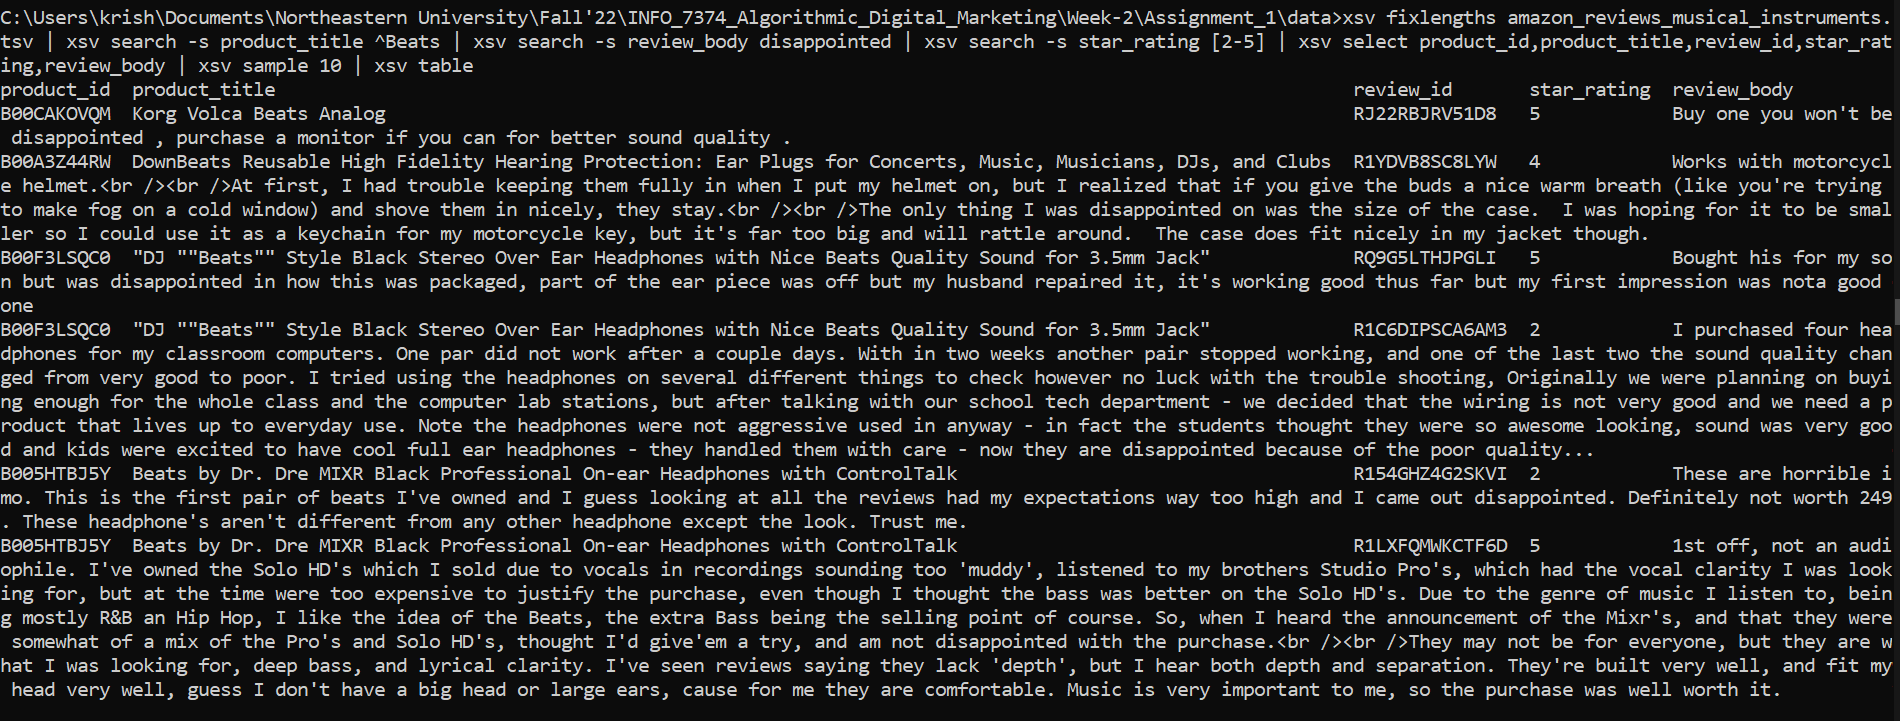 C:\Users\krish\Documents\Northeastern University\Fall'22\INFO_7374_Algorithmic_Digital_Marketing\Week-2\Assignment_1\data>xsv fixlengths amazon_reviews_musical_instruments.
tsv | xsv search -s product_title ^Beats | xsv search -s review_body disappointed | xsv search -s star_rating [2-5] | xsv select product_id,product_title,review_id,star_rat
ing,review_body | xsv sample 10 | xsv table
product_id  product_title                                                                                                  review_id       star_rating  review_body
B00CAKOVQM  Korg Volca Beats Analog                                                                                        RJ22RBJRV51D8   5            Buy one you won't be
 disappointed , purchase a monitor if you can for better sound quality .
B00A3Z44RW  DownBeats Reusable High Fidelity Hearing Protection: Ear Plugs for Concerts, Music, Musicians, DJs, and Clubs  R1YDVB8SC8LYW   4            Works with motorcycl
e helmet.<br /><br />At first, I had trouble keeping them fully in when I put my helmet on, but I realized that if you give the buds a nice warm breath (like you're trying
to make fog on a cold window) and shove them in nicely, they stay.<br /><br />The only thing I was disappointed on was the size of the case.  I was hoping for it to be smal
ler so I could use it as a keychain for my motorcycle key, but it's far too big and will rattle around.  The case does fit nicely in my jacket though.
B00F3LSQC0  "DJ ""Beats"" Style Black Stereo Over Ear Headphones with Nice Beats Quality Sound for 3.5mm Jack"             RQ9G5LTHJPGLI   5            Bought his for my so
n but was disappointed in how this was packaged, part of the ear piece was off but my husband repaired it, it's working good thus far but my first impression was nota good
one
B00F3LSQC0  "DJ ""Beats"" Style Black Stereo Over Ear Headphones with Nice Beats Quality Sound for 3.5mm Jack"             R1C6DIPSCA6AM3  2            I purchased four hea
dphones for my classroom computers. One par did not work after a couple days. With in two weeks another pair stopped working, and one of the last two the sound quality chan
ged from very good to poor. I tried using the headphones on several different things to check however no luck with the trouble shooting, Originally we were planning on buyi
ng enough for the whole class and the computer lab stations, but after talking with our school tech department - we decided that the wiring is not very good and we need a p
roduct that lives up to everyday use. Note the headphones were not aggressive used in anyway - in fact the students thought they were so awesome looking, sound was very goo
d and kids were excited to have cool full ear headphones - they handled them with care - now they are disappointed because of the poor quality...
B005HTBJ5Y  Beats by Dr. Dre MIXR Black Professional On-ear Headphones with ControlTalk                                    R154GHZ4G2SKVI  2            These are horrible i
mo. This is the first pair of beats I've owned and I guess looking at all the reviews had my expectations way too high and I came out disappointed. Definitely not worth 249
. These headphone's aren't different from any other headphone except the look. Trust me.
B005HTBJ5Y  Beats by Dr. Dre MIXR Black Professional On-ear Headphones with ControlTalk                                    R1LXFQMWKCTF6D  5            1st off, not an audi
ophile. I've owned the Solo HD's which I sold due to vocals in recordings sounding too 'muddy', listened to my brothers Studio Pro's, which had the vocal clarity I was look
ing for, but at the time were too expensive to justify the purchase, even though I thought the bass was better on the Solo HD's. Due to the genre of music I listen to, bein
g mostly R&B an Hip Hop, I like the idea of the Beats, the extra Bass being the selling point of course. So, when I heard the announcement of the Mixr's, and that they were
 somewhat of a mix of the Pro's and Solo HD's, thought I'd give'em a try, and am not disappointed with the purchase.<br /><br />They may not be for everyone, but they are w
hat I was looking for, deep bass, and lyrical clarity. I've seen reviews saying they lack 'depth', but I hear both depth and separation. They're built very well, and fit my
 head very well, guess I don't have a big head or large ears, cause for me they are comfortable. Music is very important to me, so the purchase was well worth it.